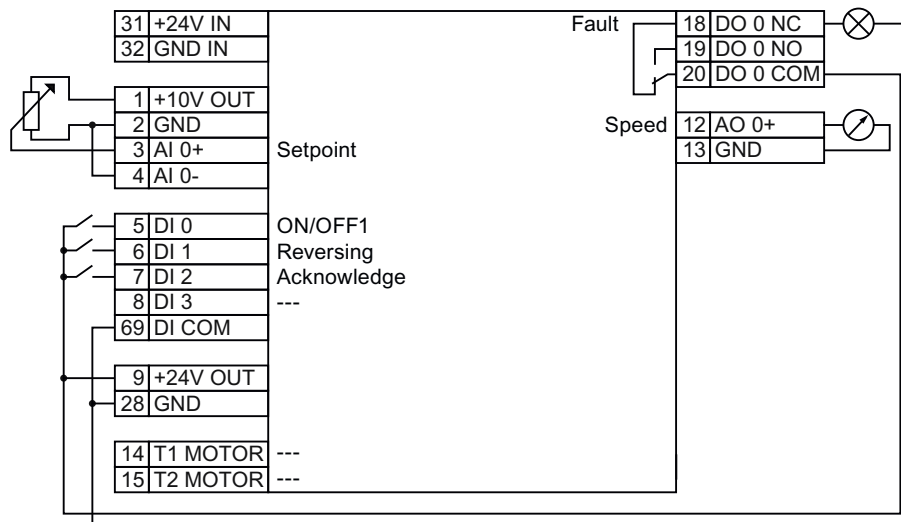 31 +24V IN
32 GND IN
1 +10V OUT
2 GND
3 AI 0+ Setpoint
4 AI 0-
5 DI 0 ON/OFF1
6 DI 1 Reversing
7 DI 2 Acknowledge
8 DI 3 ---
69 DI COM
9 +24V OUT
28 GND
14 T1 MOTOR ---
15 T2 MOTOR ---
Fault 18 DO 0 NC
19 DO 0 NO
20 DO 0 COM
Speed 12 AO 0+
13 GND